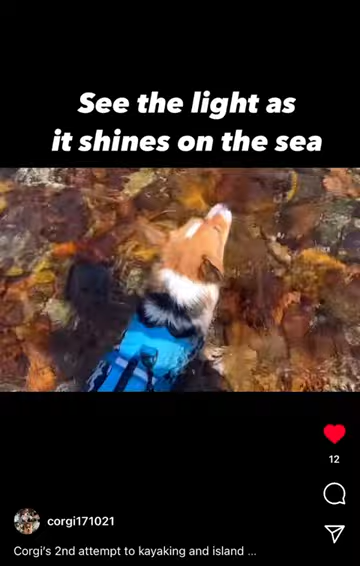 See the light as
it shines on the sea
12
corgi171021
Corgi's 2nd attempt to kayaking and island ...